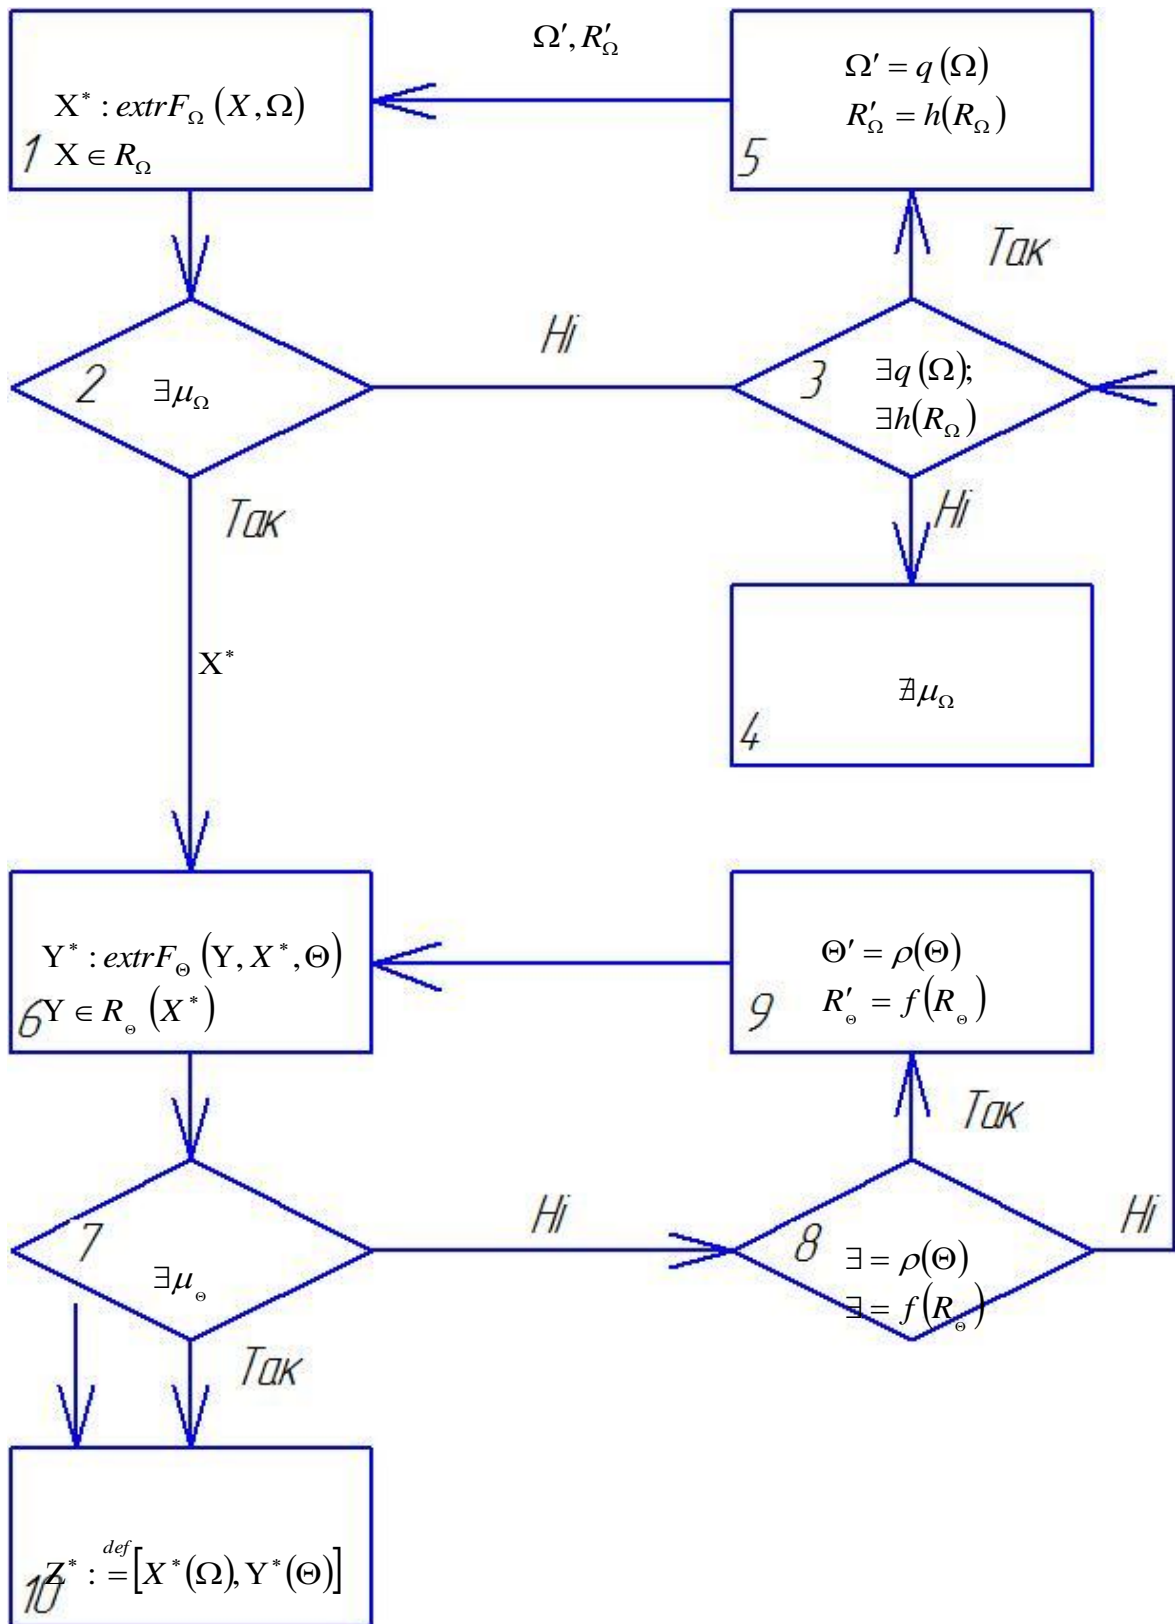 Ω′, R′_Ω
X* : extrF_Ω (X, Ω)
X ∈ R_Ω
1
Ω′ = q(Ω)
R′_Ω = h(R_Ω)
5
Так
2
∃μ_Ω
Ні
3
∃q(Ω);
∃h(R_Ω)
Так
Ні
X*
∄μ_Ω
4
Y* : extrF_Θ (Y, X*, Θ)
Y ∈ R_Θ (X*)
6
Θ′ = ρ(Θ)
R′_Θ = f(R_Θ)
9
Так
7
∃μ_Θ
Ні
8
∃ = ρ(Θ)
∃ = f(R_Θ)
Ні
Так
Z* : def= [X*(Ω), Y*(Θ)]
10